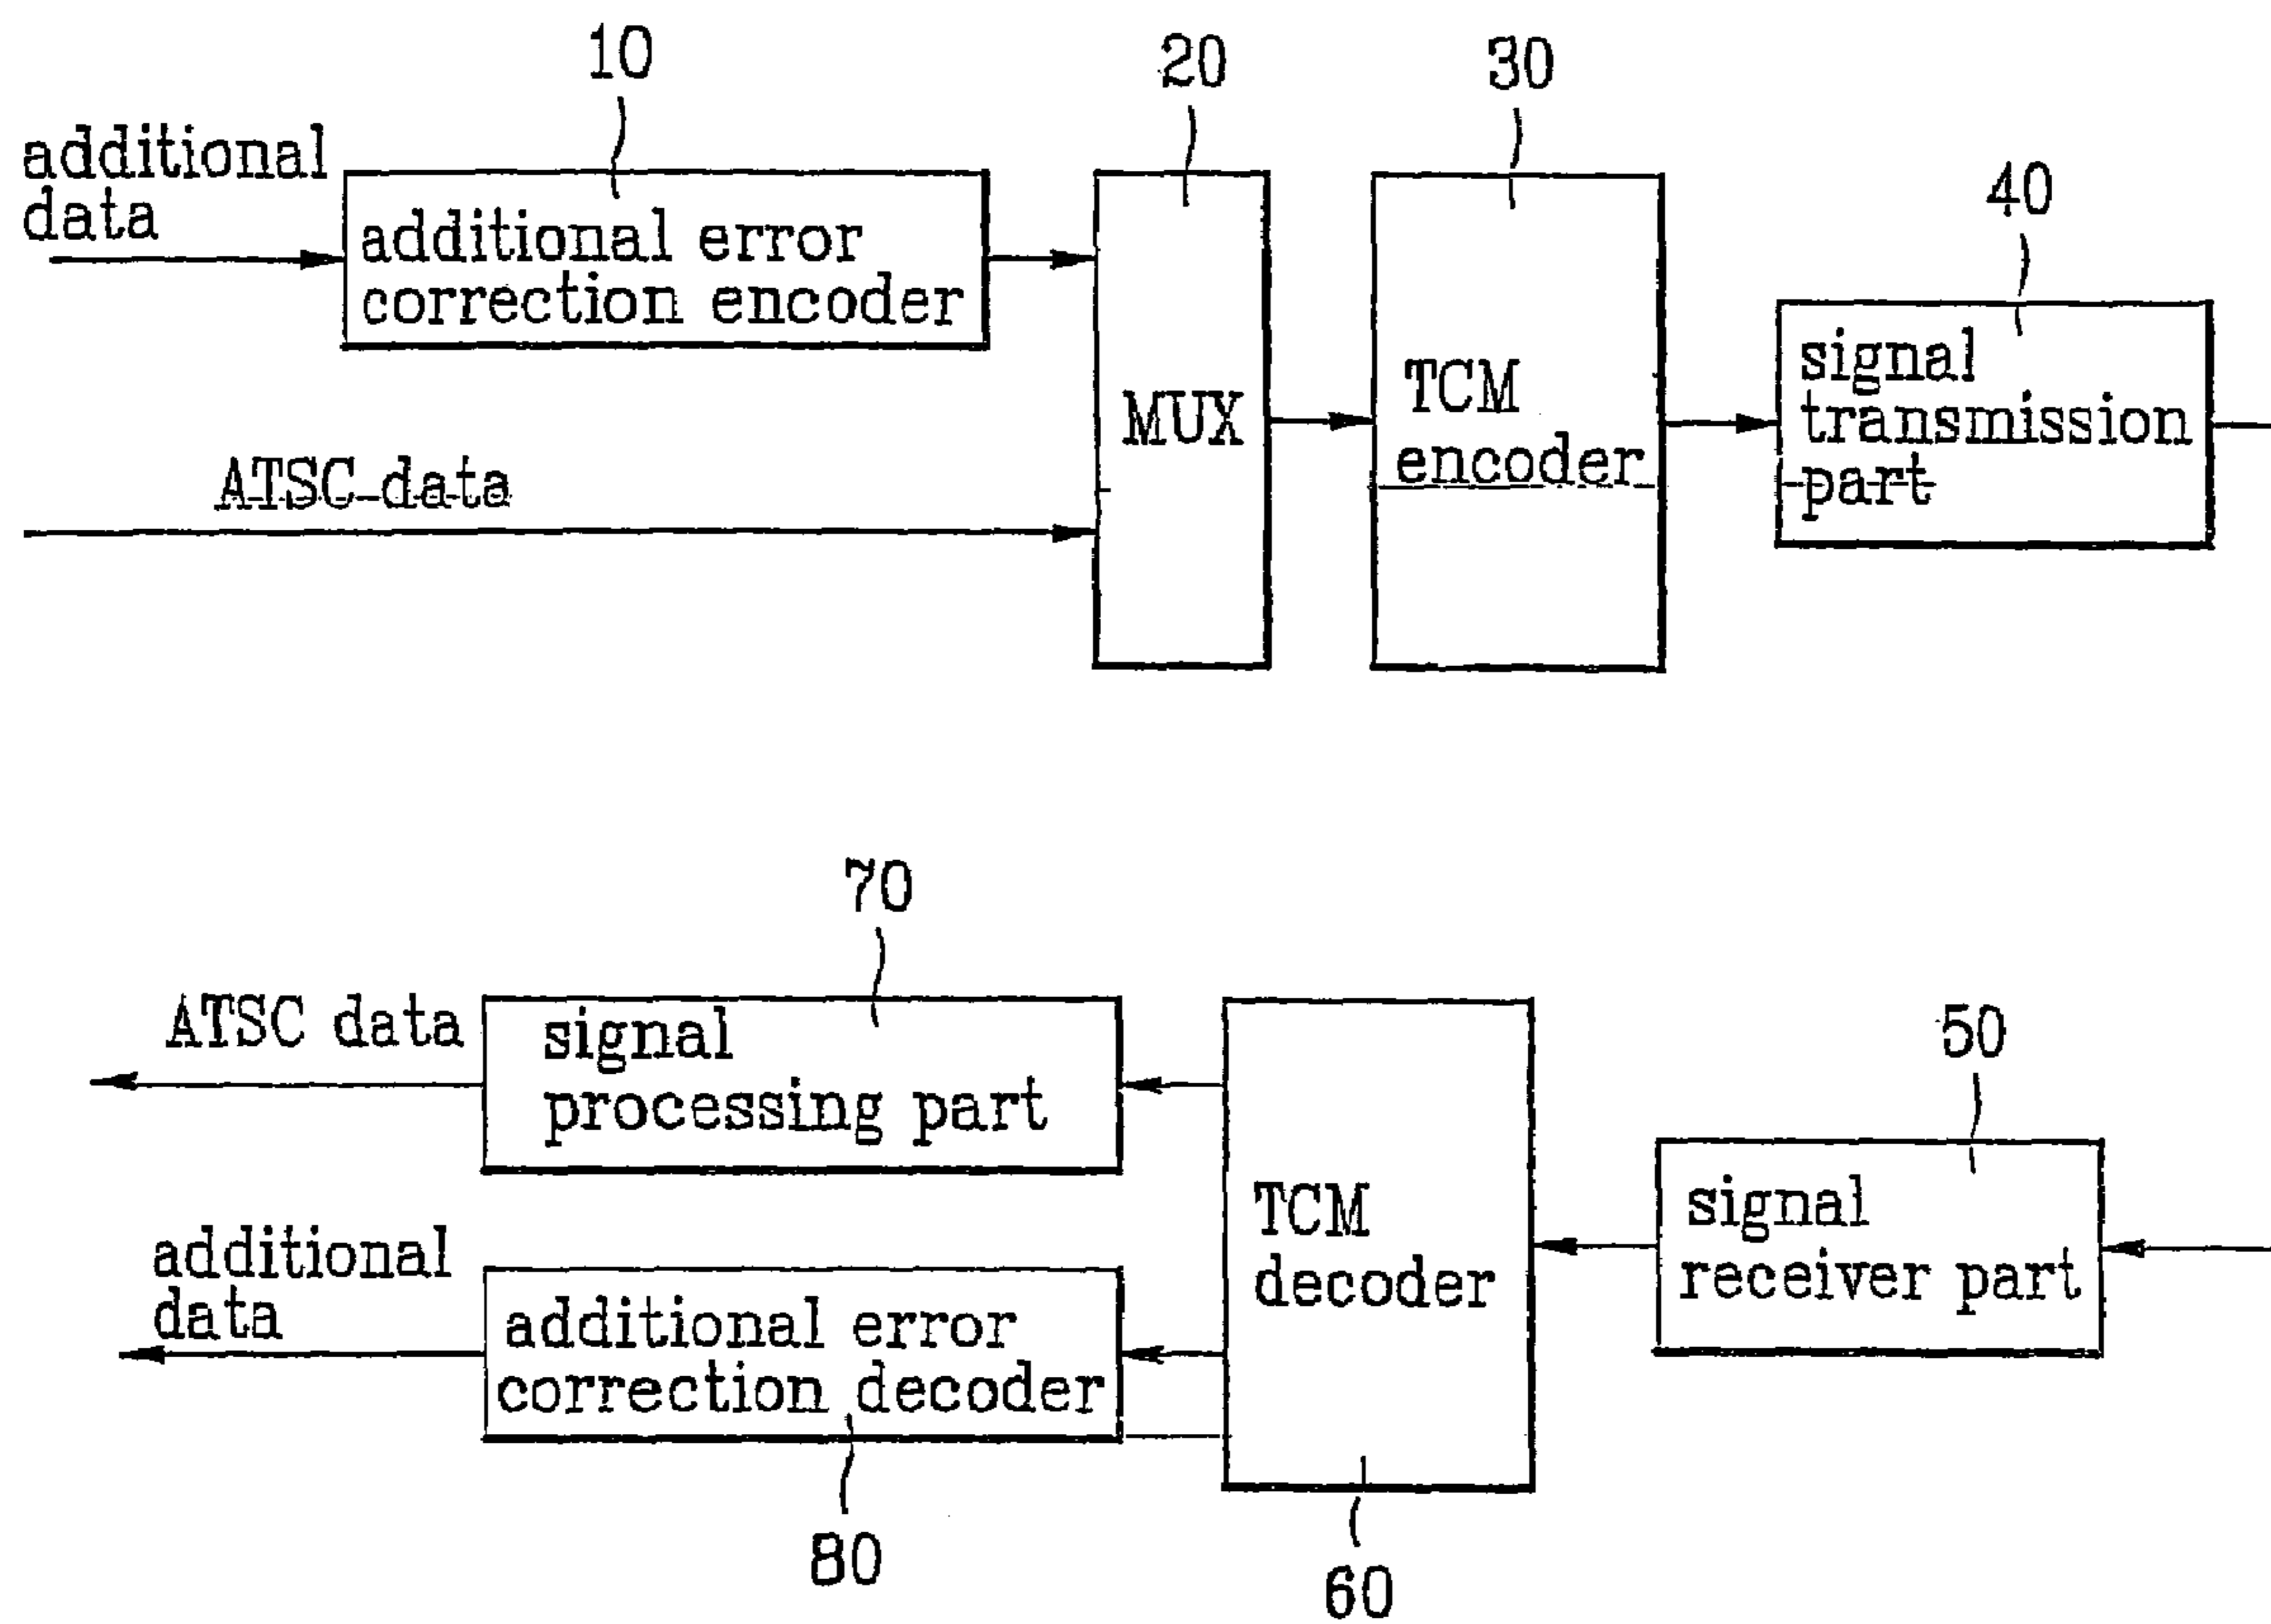 10
20
30
40
additional
data
additional error
correction encoder
MUX
TCM
encoder
signal
transmission
part
ATSC data
70
50
ATSC data
signal
processing part
TCM
decoder
signal
receiver part
additional
data
additional error
correction decoder
80
60